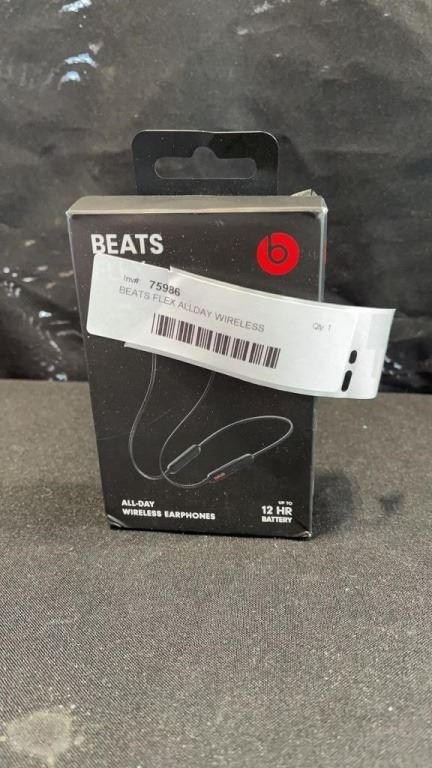 BEATS
b
Inv#: 75986
BEATS FLEX ALLDAY WIRELESS
Qty: 1
ALL-DAY
WIRELESS EARPHONES
UP TO
12 HR
BATTERY